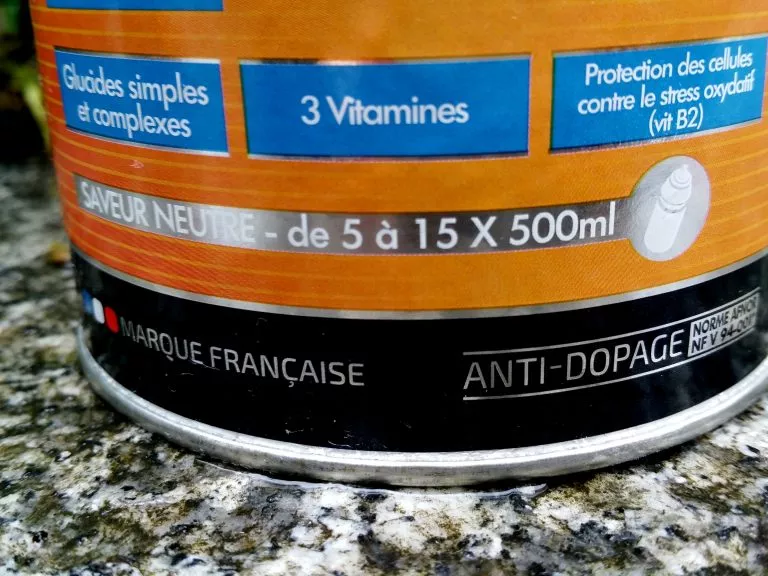 Glucides simples
et complexes
3 Vitamines
Protection des cellules
contre le stress oxydatif
(vit B2)
SAVEUR NEUTRE - de 5 à 15 X 500ml
MARQUE FRANÇAISE
ANTI-DOPAGE
NORME AFNOR
NF V 94-001